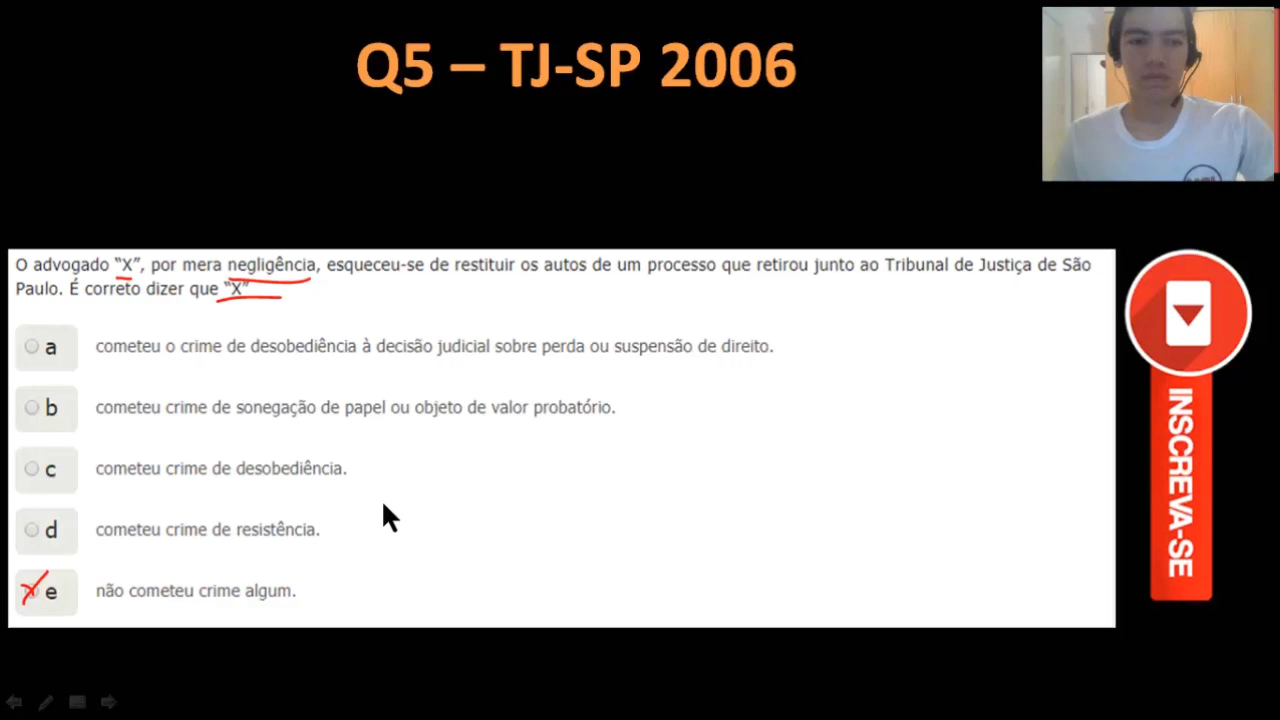 Q5 – TJ-SP 2006
O advogado “X”, por mera negligência, esqueceu-se de restituir os autos de um processo que retirou junto ao Tribunal de Justiça de São
Paulo. É correto dizer que “X”
a cometeu o crime de desobediência à decisão judicial sobre perda ou suspensão de direito.
b cometeu crime de sonegação de papel ou objeto de valor probatório.
c cometeu crime de desobediência.
d cometeu crime de resistência.
e não cometeu crime algum.
INSCREVA-SE